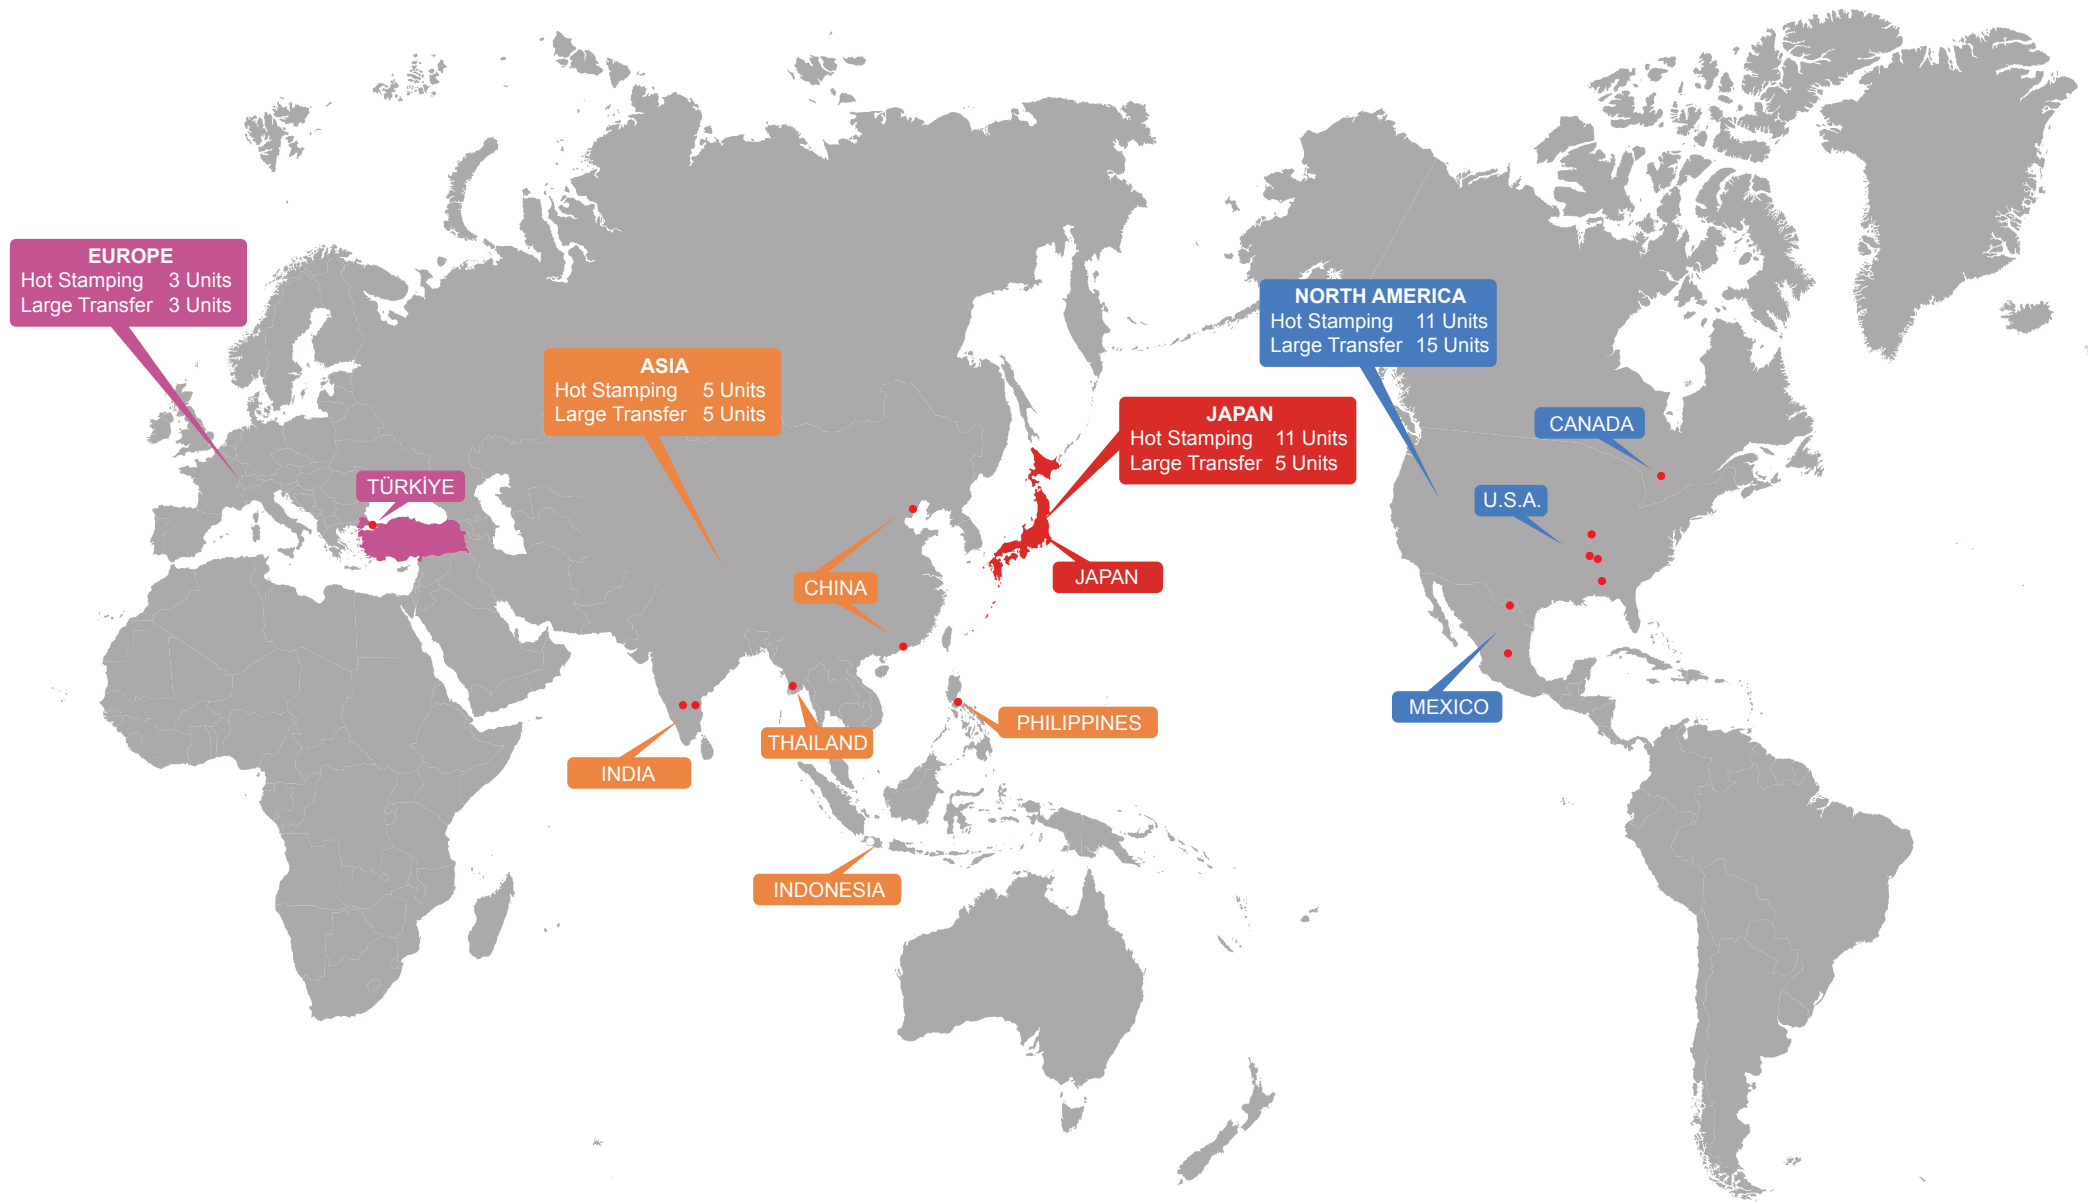 EUROPE
Hot Stamping 3 Units
Large Transfer 3 Units
TÜRKİYE
ASIA
Hot Stamping 5 Units
Large Transfer 5 Units
CHINA
INDIA
THAILAND
PHILIPPINES
INDONESIA
JAPAN
Hot Stamping 11 Units
Large Transfer 5 Units
JAPAN
NORTH AMERICA
Hot Stamping 11 Units
Large Transfer 15 Units
CANADA
U.S.A.
MEXICO